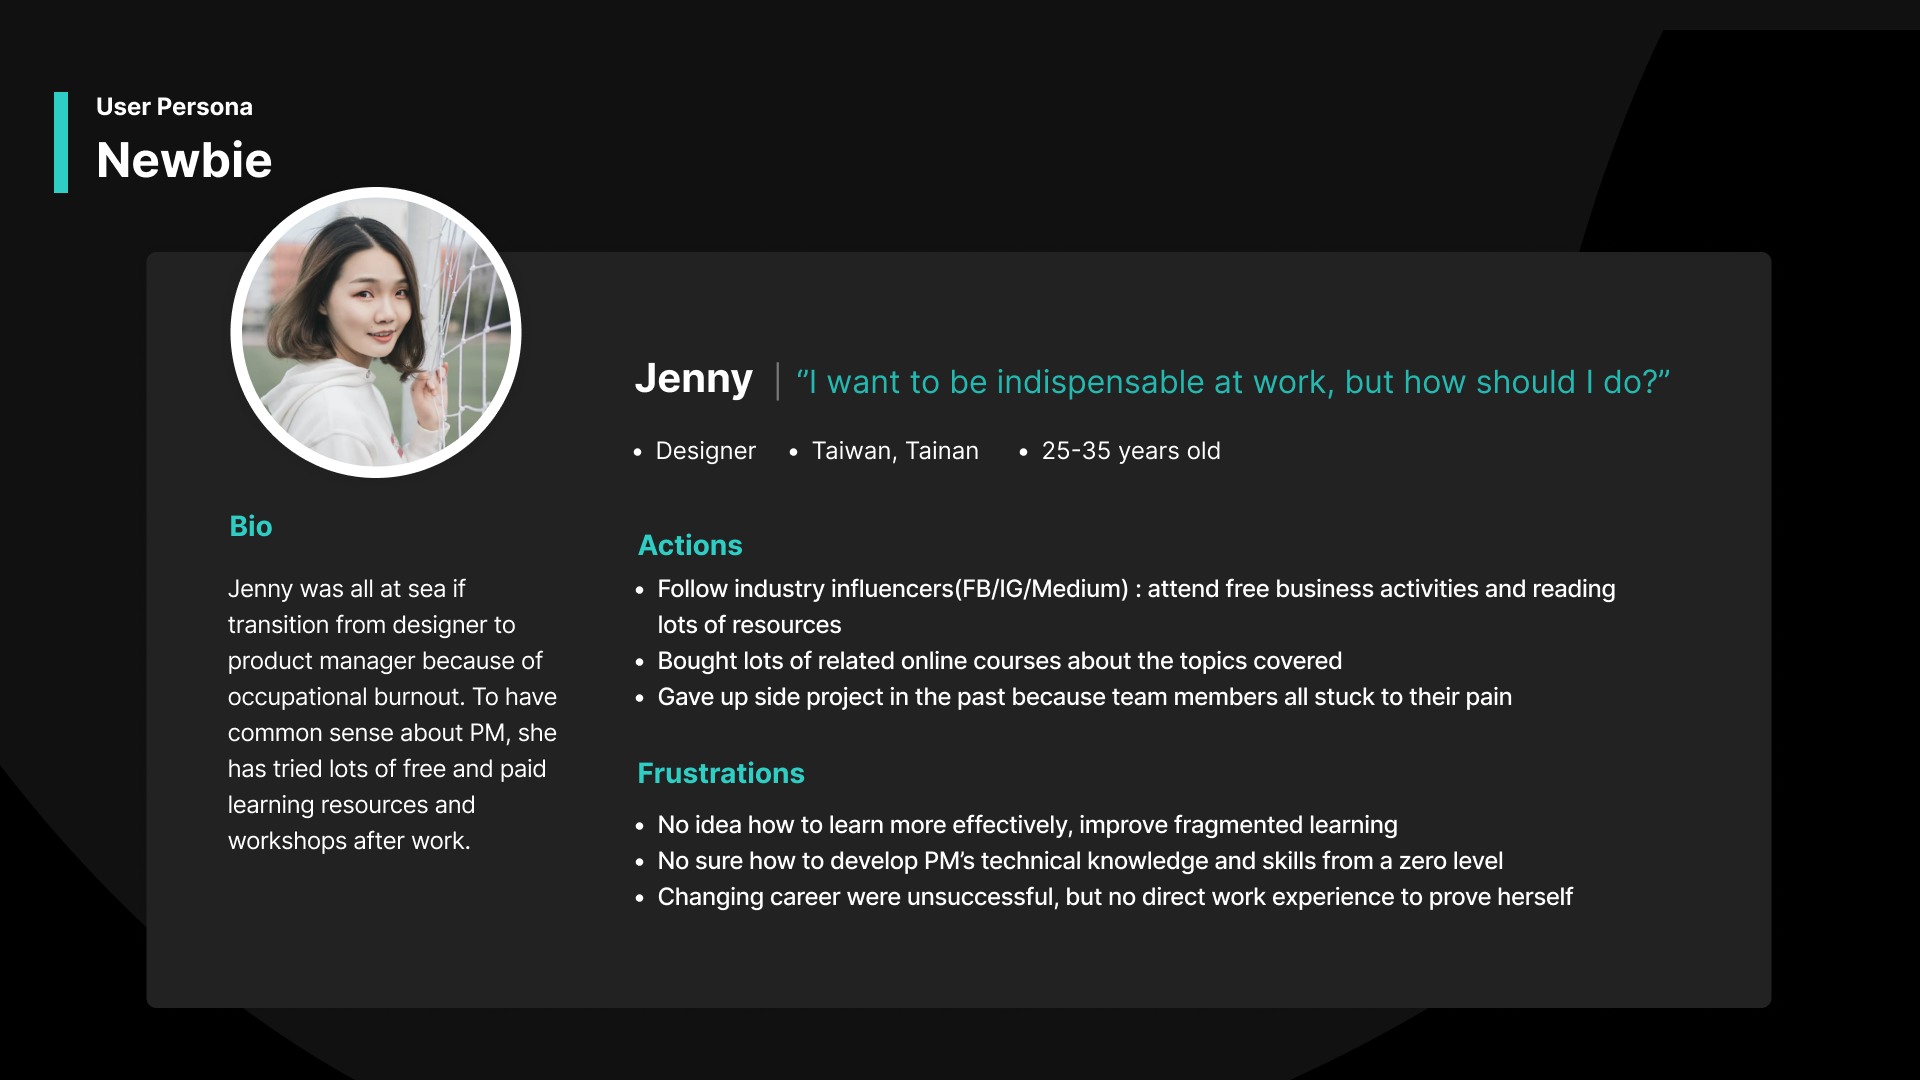 User Persona
Newbie
Jenny
”I want to be indispensable at work, but how should I do?”
• Designer • Taiwan, Tainan • 25-35 years old
Bio
Jenny was all at sea if
transition from designer to
product manager because of
occupational burnout. To have
common sense about PM, she
has tried lots of free and paid
learning resources and
workshops after work.
Actions
• Follow industry influencers(FB/IG/Medium) : attend free business activities and reading
lots of resources
• Bought lots of related online courses about the topics covered
• Gave up side project in the past because team members all stuck to their pain
Frustrations
• No idea how to learn more effectively, improve fragmented learning
• No sure how to develop PM’s technical knowledge and skills from a zero level
• Changing career were unsuccessful, but no direct work experience to prove herself